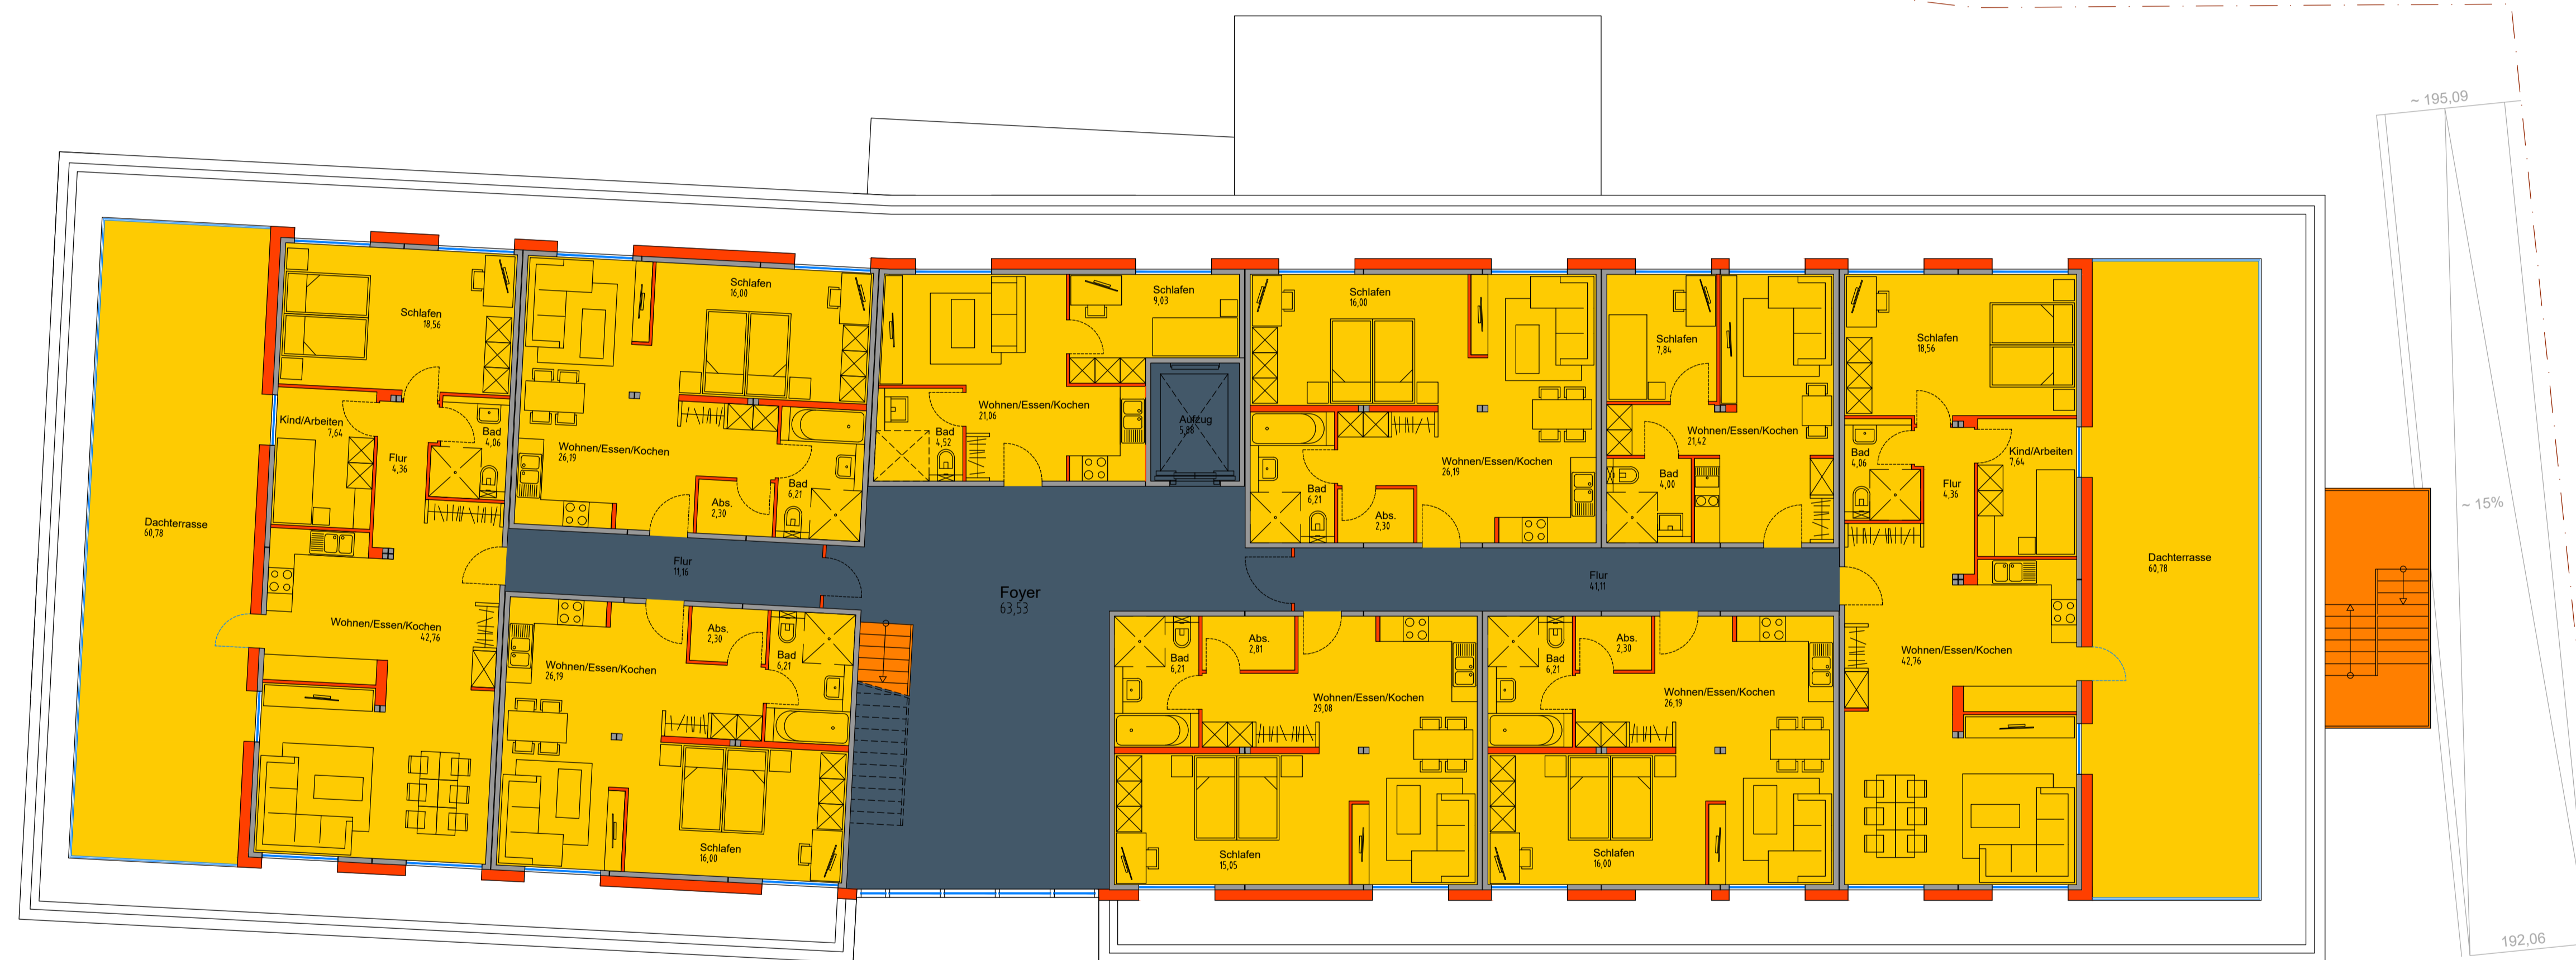 ~ 195,09
~ 15%
192,06
Dachterrasse
60,78
Schlafen
18,56
Kind/Arbeiten
7,64
Flur
4,36
Bad
4,06
Wohnen/Essen/Kochen
42,76
Schlafen
16,00
Wohnen/Essen/Kochen
26,19
Abs.
2,30
Bad
6,21
Flur
11,16
Wohnen/Essen/Kochen
26,19
Abs.
2,30
Bad
6,21
Schlafen
16,00
Schlafen
9,03
Wohnen/Essen/Kochen
21,06
Bad
4,52
Aufzug
5,88
Foyer
63,53
Schlafen
16,00
Wohnen/Essen/Kochen
26,19
Bad
6,21
Abs.
2,30
Schlafen
7,84
Wohnen/Essen/Kochen
21,42
Bad
4,00
Flur
41,11
Bad
6,21
Abs.
2,81
Wohnen/Essen/Kochen
29,08
Schlafen
15,05
Bad
6,21
Abs.
2,30
Wohnen/Essen/Kochen
26,19
Schlafen
16,00
Schlafen
18,56
Bad
4,06
Kind/Arbeiten
7,64
Flur
4,36
Wohnen/Essen/Kochen
42,76
Dachterrasse
60,78